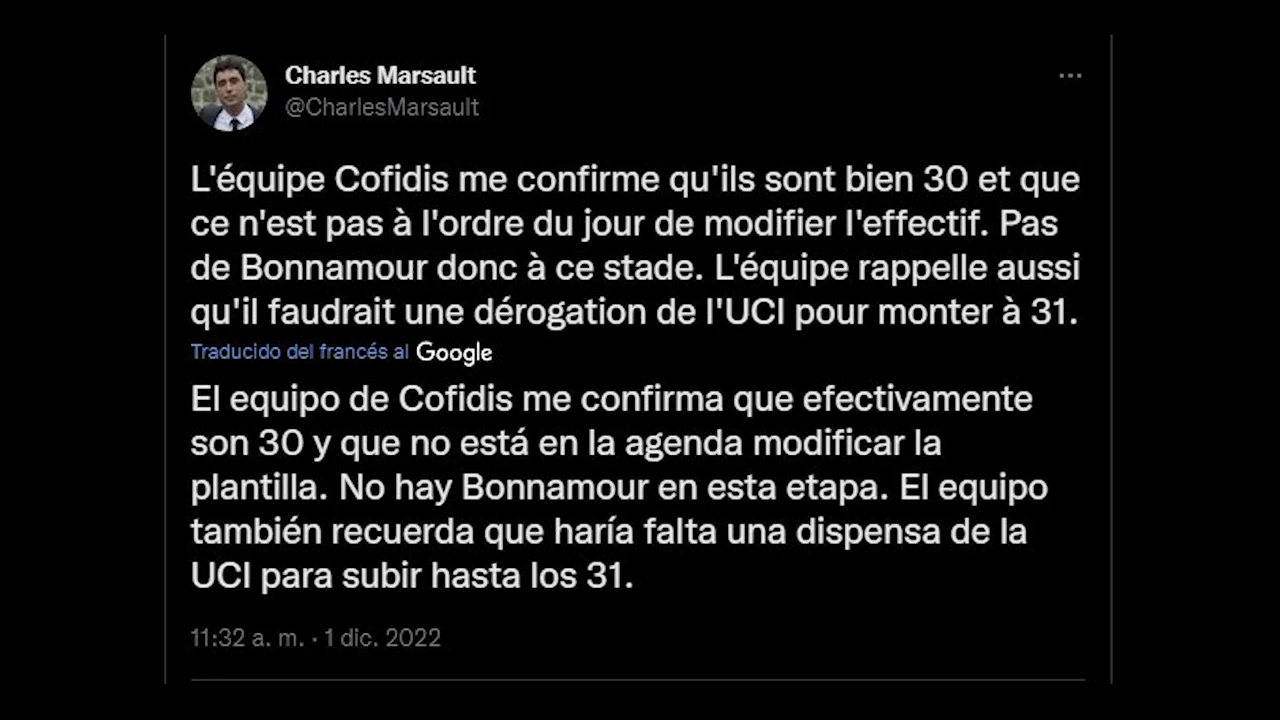 Charles Marsault
@CharlesMarsault
L'équipe Cofidis me confirme qu'ils sont bien 30 et que
ce n'est pas à l'ordre du jour de modifier l'effectif. Pas
de Bonnamour donc à ce stade. L'équipe rappelle aussi
qu'il faudrait une dérogation de l'UCI pour monter à 31.
Traducido del francés al Google
El equipo de Cofidis me confirma que efectivamente
son 30 y que no está en la agenda modificar la
plantilla. No hay Bonnamour en esta etapa. El equipo
también recuerda que haría falta una dispensa de la
UCI para subir hasta los 31.
11:32 a. m. · 1 dic. 2022